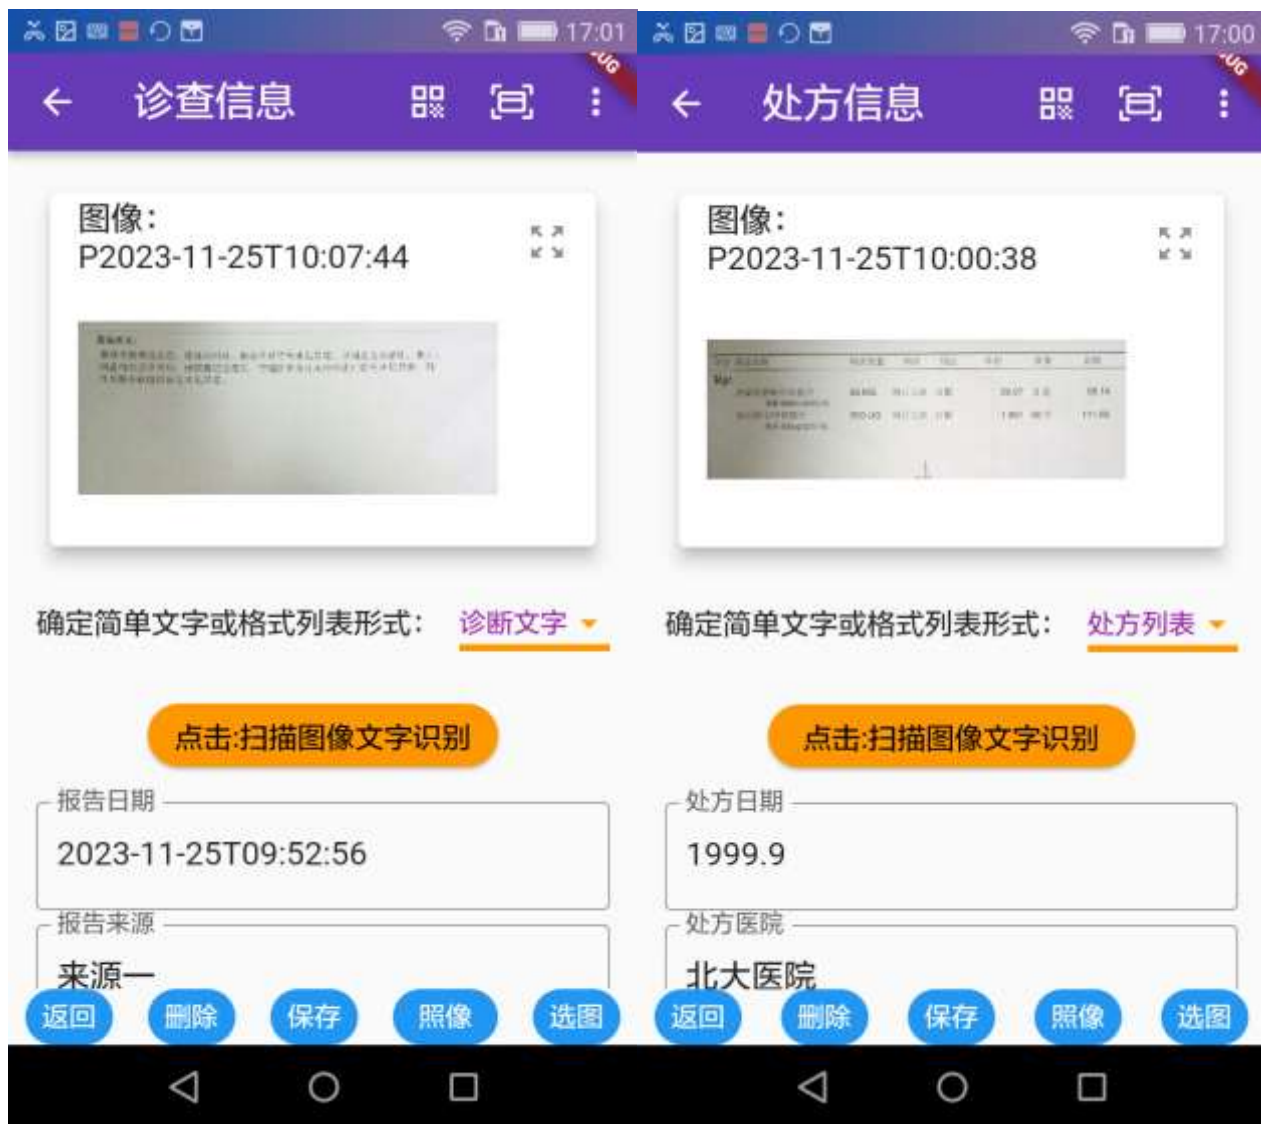 17:01
诊查信息
图像：
P2023-11-25T10:07:44
确定简单文字或格式列表形式： 诊断文字
点击:扫描图像文字识别
报告日期
2023-11-25T09:52:56
报告来源
来源一
返回 删除 保存 照像 选图
17:00
处方信息
图像：
P2023-11-25T10:00:38
确定简单文字或格式列表形式： 处方列表
点击:扫描图像文字识别
处方日期
1999.9
处方医院
北大医院
返回 删除 保存 照像 选图